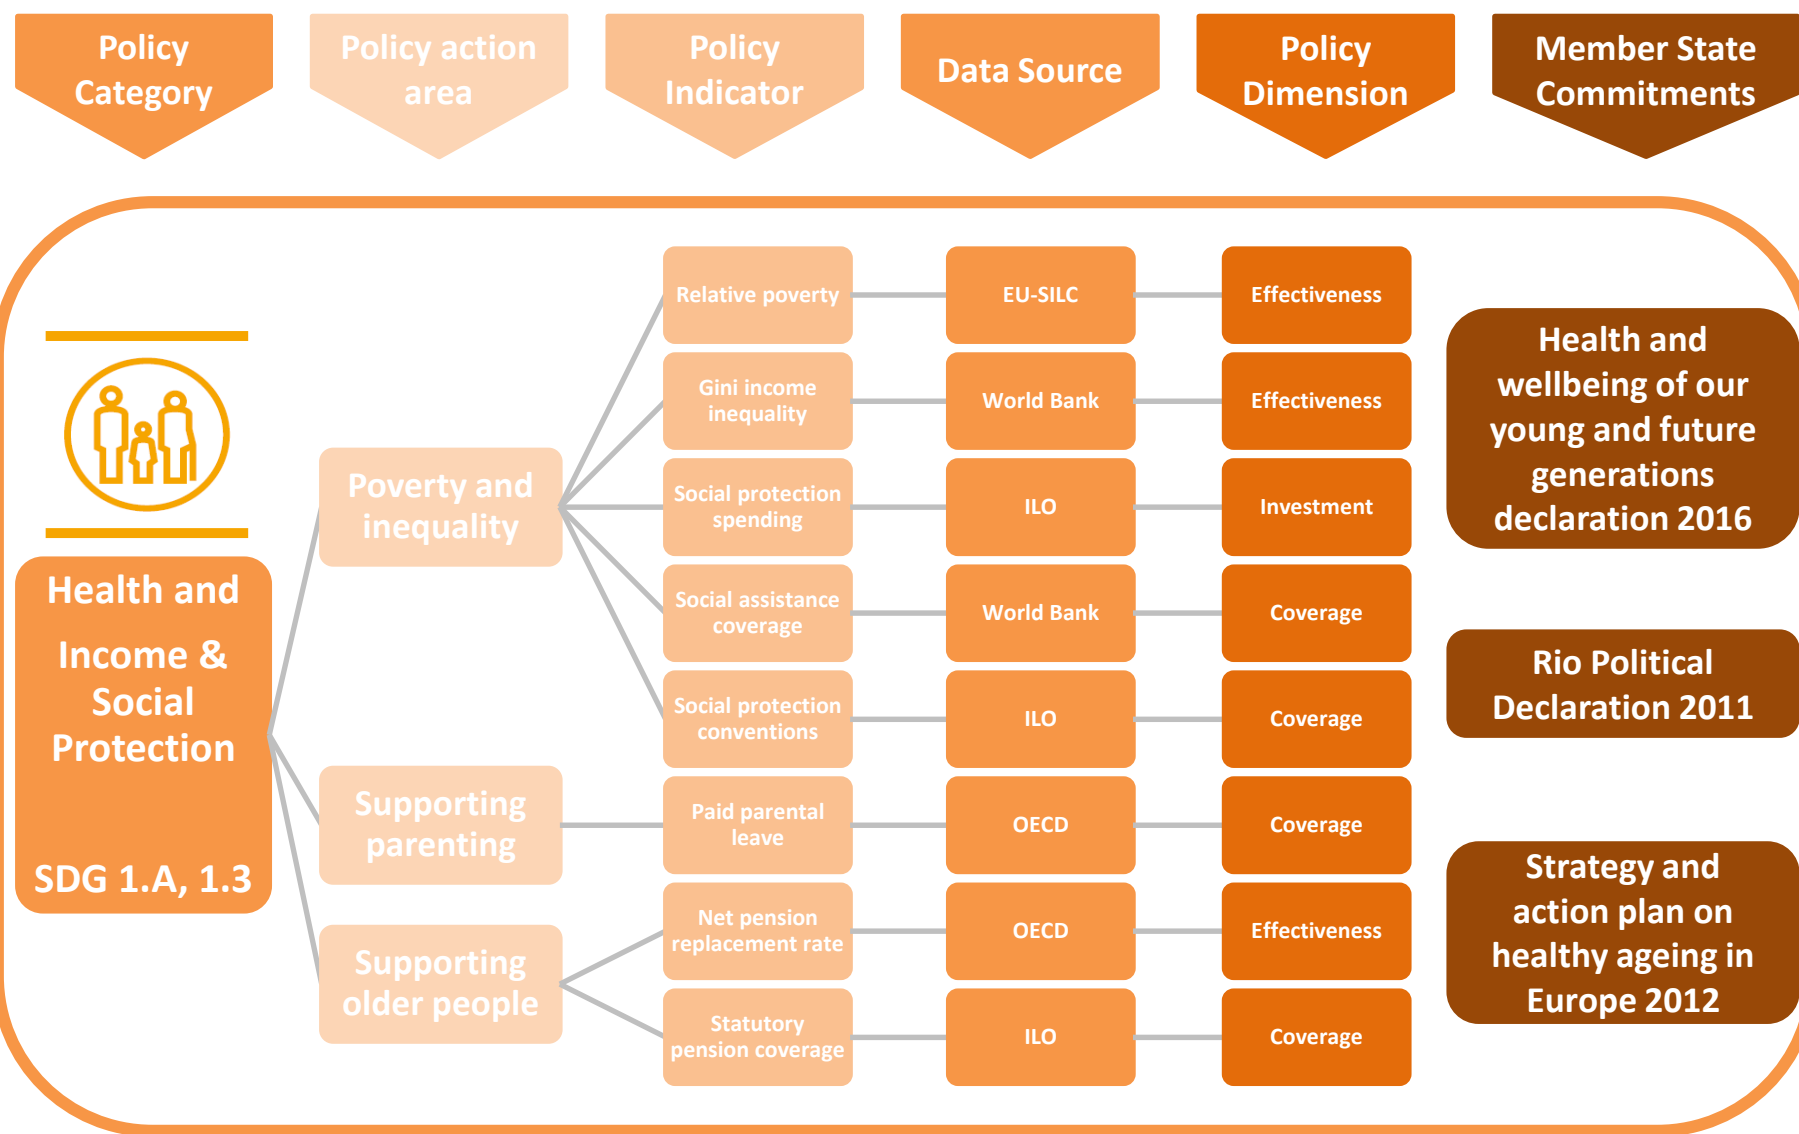 Policy
Category
Policy action
area
Policy
Indicator
Data Source
Policy
Dimension
Member State
Commitments
Health and
Income &
Social
Protection
SDG 1.A, 1.3
Poverty and
inequality
Supporting
parenting
Supporting
older people
Relative poverty
EU-SILC
Effectiveness
Gini income
inequality
World Bank
Effectiveness
Social protection
spending
ILO
Investment
Social assistance
coverage
World Bank
Coverage
Social protection
conventions
ILO
Coverage
Paid parental
leave
OECD
Coverage
Net pension
replacement rate
OECD
Effectiveness
Statutory
pension coverage
ILO
Coverage
Health and
wellbeing of our
young and future
generations
declaration 2016
Rio Political
Declaration 2011
Strategy and
action plan on
healthy ageing in
Europe 2012